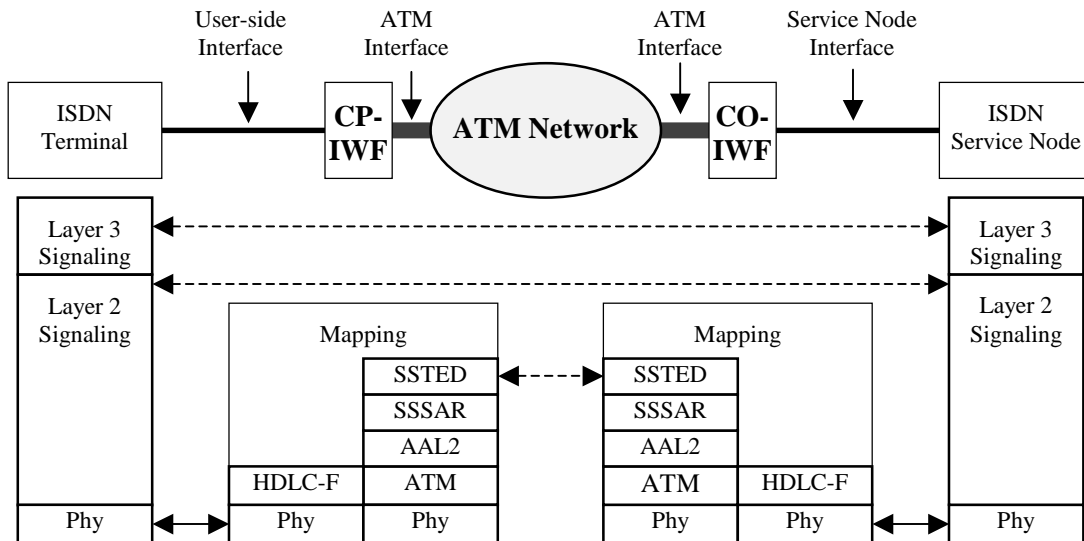 User-side
Interface
ATM
Interface
ATM
Interface
Service Node
Interface
ISDN
Terminal
CP-
IWF
ATM Network
CO-
IWF
ISDN
Service Node
Layer 3
Signaling
Layer 3
Signaling
Layer 2
Signaling
Layer 2
Signaling
Mapping
Mapping
SSTED
SSTED
SSSAR
SSSAR
AAL2
AAL2
HDLC-F
ATM
ATM
HDLC-F
Phy
Phy
Phy
Phy
Phy
Phy